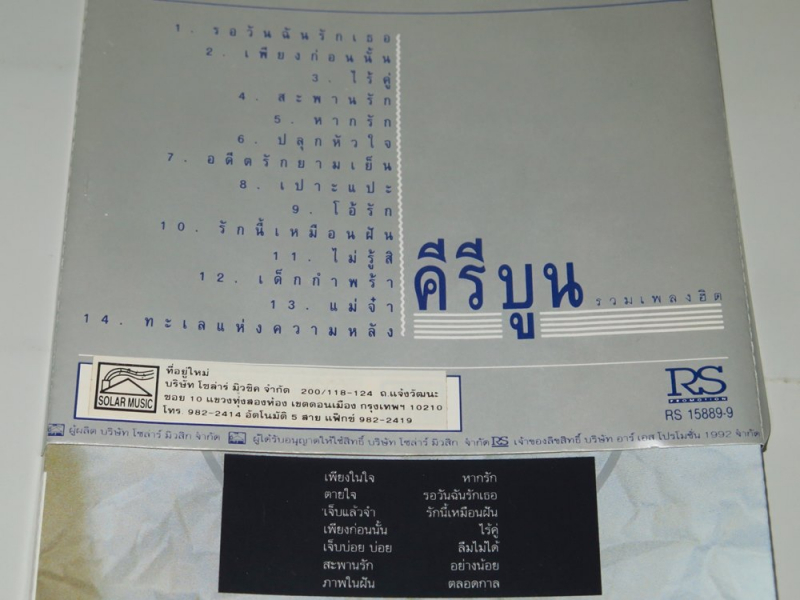 1. รอวันฉันรักเธอ
2. เพียงก่อนนั้น
3. ไร้คู่
4. สะพานรัก
5. หากรัก
6. ปลุกหัวใจ
7. อดีตรักยามเย็น
8. เปาะแปะ
9. โอ้รัก
10. รักนี้เหมือนฝัน
11. ไม่รู้สิ
12. เด็กกำพร้า
13. แม่จ๋า
14. ทะเลแห่งความหลัง
คีรีบูน รวมเพลงฮิต
RS
PROMOTION
RS 15889-9
SOLAR MUSIC
ที่อยู่ใหม่
บริษัท โซล่าร์ มิวซิค จำกัด 200/118-124 ถ.แจ้งวัฒนะ
ซอย 10 แขวงทุ่งสองห้อง เขตดอนเมือง กรุงเทพฯ 10210
โทร. 982-2414 อัตโนมัติ 5 สาย แฟ็กซ์ 982-2419
ผู้ผลิต บริษัท โซล่าร์ มิวสิก จำกัด ผู้ได้รับอนุญาตให้ใช้สิทธิ์ บริษัท โซล่าร์ มิวสิก จำกัด RS เจ้าของลิขสิทธิ์ บริษัท อาร์ เอส โปรโมชั่น 1992 จำกัด
เพียงในใจ หากรัก
ตายใจ รอวันฉันรักเธอ
เจ็บแล้วจำ รักนี้เหมือนฝัน
เพียงก่อนนั้น ไร้คู่
เจ็บบ่อย บ่อย ลืมไม่ได้
สะพานรัก อย่างน้อย
ภาพในฝัน ตลอดกาล